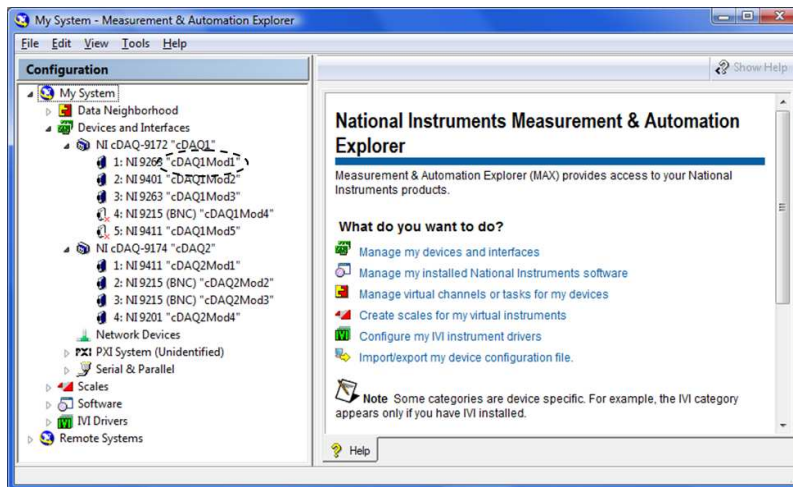 My System - Measurement & Automation Explorer
File Edit View Tools Help
Configuration
Show Help
My System
Data Neighborhood
Devices and Interfaces
NI cDAQ-9172 "cDAQ1"
1: NI 9263 "cDAQ1Mod1"
2: NI 9401 "cDAQ1Mod2"
3: NI 9263 "cDAQ1Mod3"
4: NI 9215 (BNC) "cDAQ1Mod4"
5: NI 9411 "cDAQ1Mod5"
NI cDAQ-9174 "cDAQ2"
1: NI 9411 "cDAQ2Mod1"
2: NI 9215 (BNC) "cDAQ2Mod2"
3: NI 9215 (BNC) "cDAQ2Mod3"
4: NI 9201 "cDAQ2Mod4"
Network Devices
PXI PXI System (Unidentified)
Serial & Parallel
Scales
Software
IVI IVI Drivers
Remote Systems
National Instruments Measurement & Automation
Explorer
Measurement & Automation Explorer (MAX) provides access to your National
Instruments products.
What do you want to do?
Manage my devices and interfaces
Manage my installed National Instruments software
Manage virtual channels or tasks for my devices
Create scales for my virtual instruments
IVI Configure my IVI instrument drivers
Import/export my device configuration file.
Note Some categories are device specific. For example, the IVI category
appears only if you have IVI installed.
Help